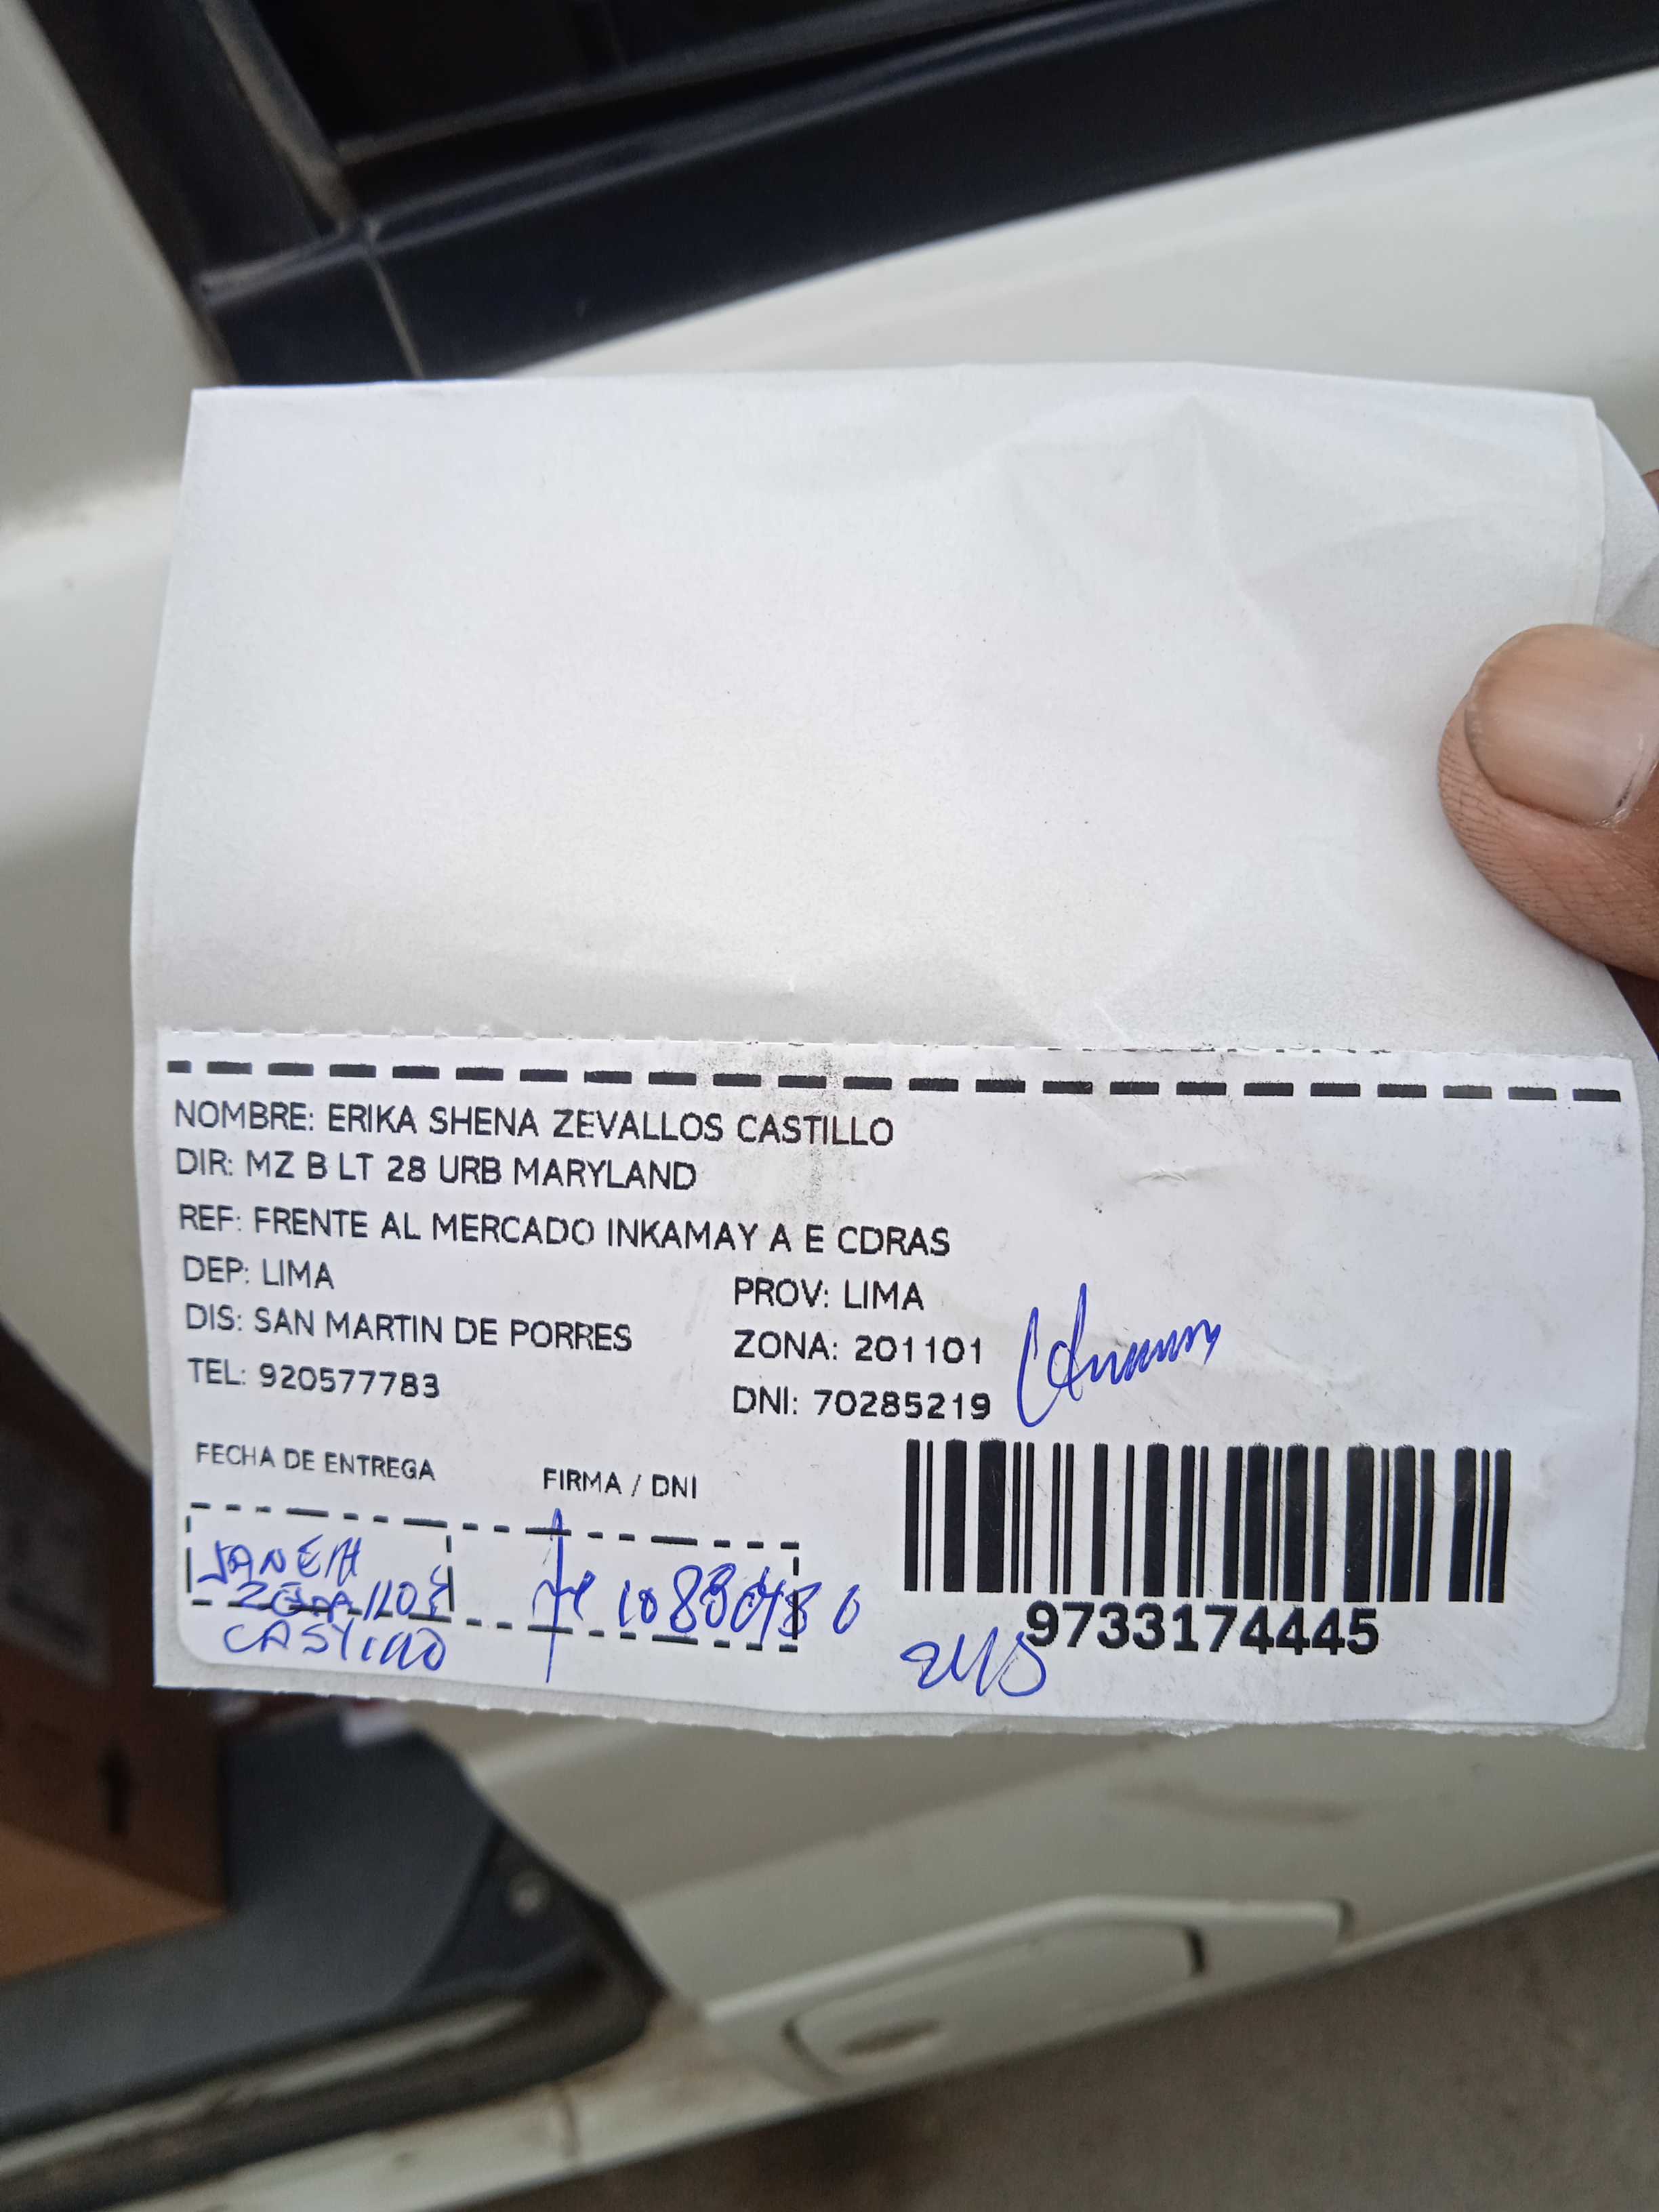 NOMBRE: ERIKA SHENA ZEVALLOS CASTILLO
DIR: MZ B LT 28 URB MARYLAND
REF: FRENTE AL MERCADO INKAMAY A E CDRAS
DEP: LIMA
PROV: LIMA
DIS: SAN MARTIN DE PORRES
ZONA: 201101
TEL: 920577783
DNI: 70285219
FECHA DE ENTREGA
FIRMA / DNI
JANETH
CASTILLO
9733174445